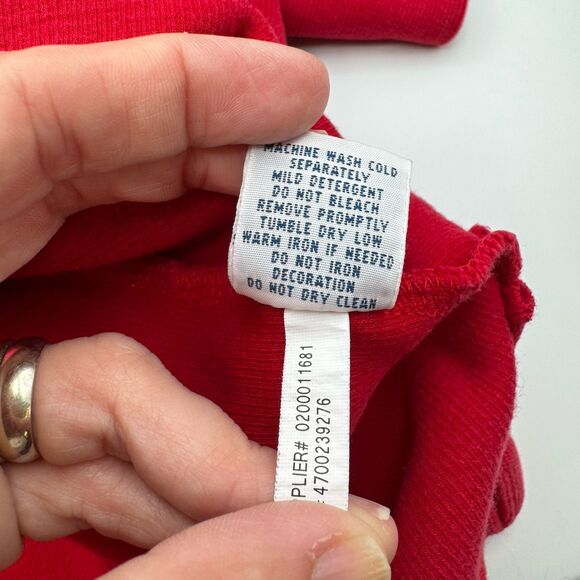 MACHINE WASH COLD
SEPARATELY
MILD DETERGENT
DO NOT BLEACH
REMOVE PROMPTLY
TUMBLE DRY LOW
WARM IRON IF NEEDED
DO NOT IRON
DECORATION
DO NOT DRY CLEAN
PLIER# 0200011681
# 4700239276